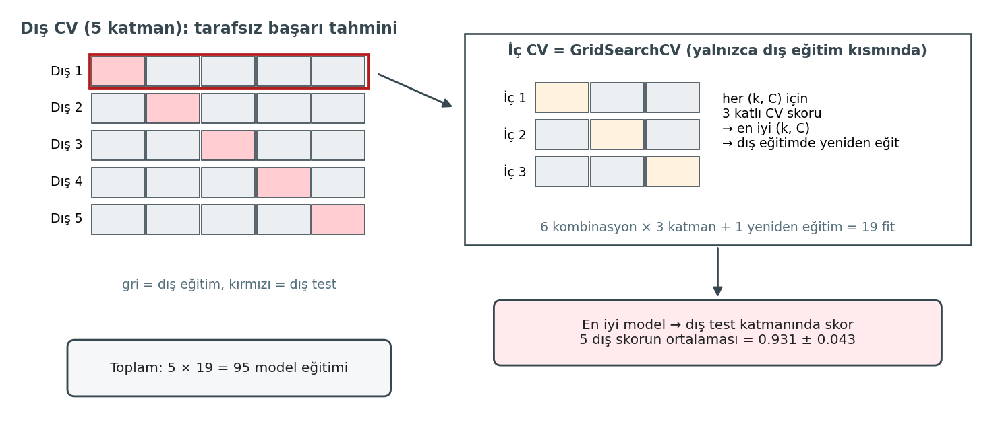 Dış CV (5 katman): tarafsız başarı tahmini
Dış 1
Dış 2
Dış 3
Dış 4
Dış 5
gri = dış eğitim, kırmızı = dış test
Toplam: 5 × 19 = 95 model eğitimi
İç CV = GridSearchCV (yalnızca dış eğitim kısmında)
İç 1
İç 2
İç 3
her (k, C) için
3 katlı CV skoru
→ en iyi (k, C)
→ dış eğitimde yeniden eğit
6 kombinasyon × 3 katman + 1 yeniden eğitim = 19 fit
En iyi model → dış test katmanında skor
5 dış skorun ortalaması = 0.931 ± 0.043